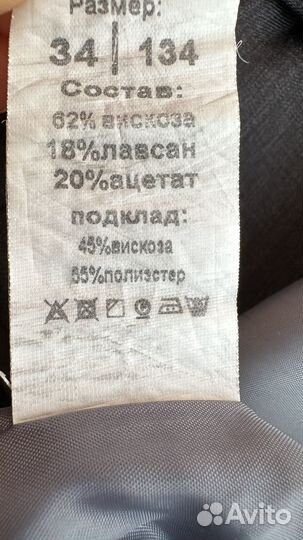 Размер:
34 | 134
Состав:
62% вискоза
18%лавсан
20%ацетат
подклад:
45%вискоза
55%полиэстер
Avito